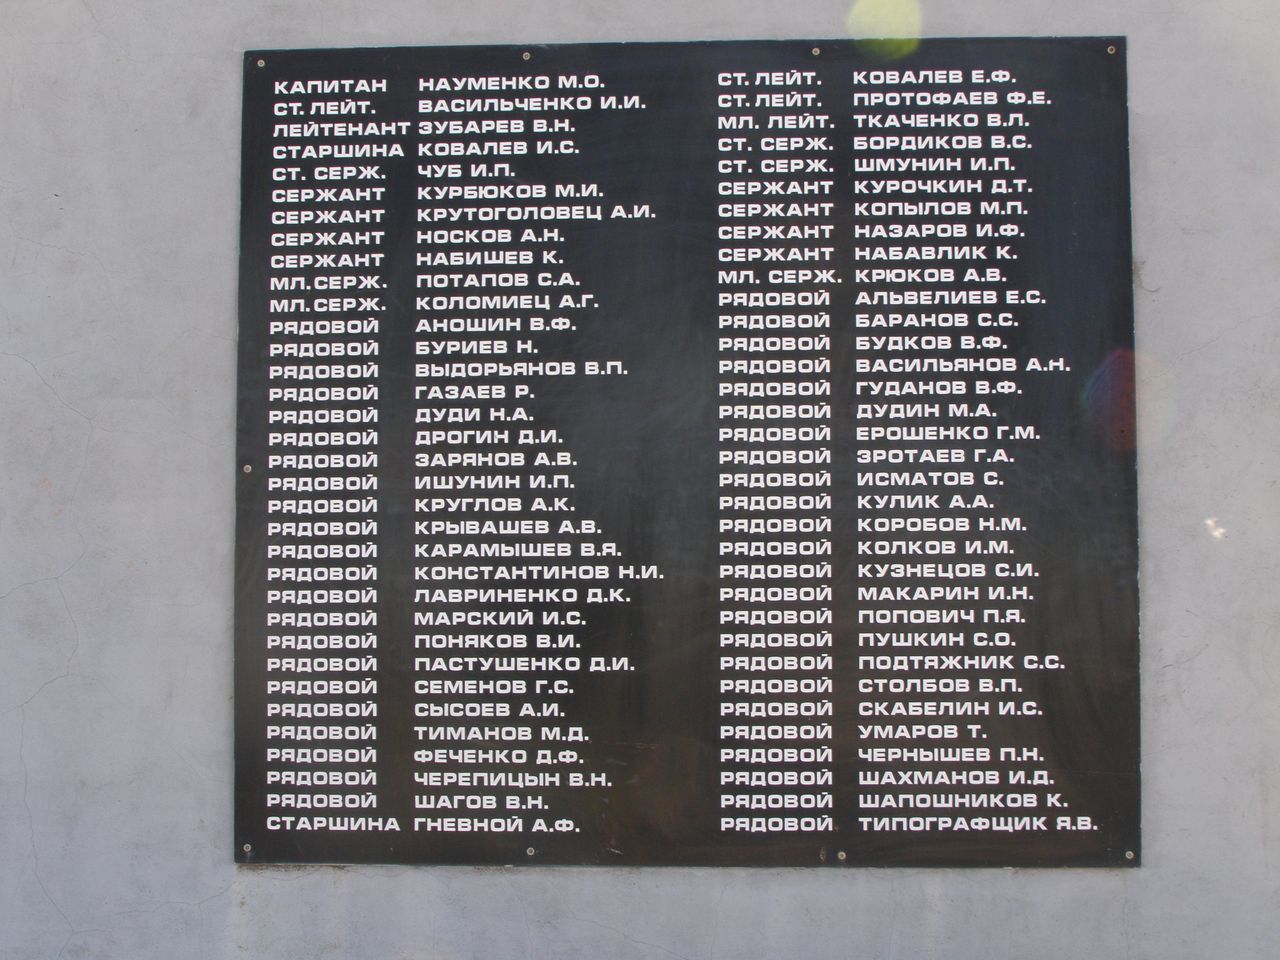 КАПИТАН НАУМЕНКО М.О.
СТ. ЛЕЙТ. ВАСИЛЬЧЕНКО И.И.
ЛЕЙТЕНАНТ ЗУБАРЕВ В.Н.
СТАРШИНА КОВАЛЕВ И.С.
СТ. СЕРЖ. ЧУБ И.П.
СЕРЖАНТ КУРБЮКОВ М.И.
СЕРЖАНТ КРУТОГОЛОВЕЦ А.И.
СЕРЖАНТ НОСКОВ А.Н.
СЕРЖАНТ НАБИШЕВ К.
МЛ. СЕРЖ. ПОТАПОВ С.А.
МЛ. СЕРЖ. КОЛОМИЕЦ А.Г.
РЯДОВОЙ АНОШИН В.Ф.
РЯДОВОЙ БУРИЕВ Н.
РЯДОВОЙ ВЫДОРЬЯНОВ В.П.
РЯДОВОЙ ГАЗАЕВ Р.
РЯДОВОЙ ДУДИ Н.А.
РЯДОВОЙ ДРОГИН Д.И.
РЯДОВОЙ ЗАРЯНОВ А.В.
РЯДОВОЙ ИШУНИН И.П.
РЯДОВОЙ КРУГЛОВ А.К.
РЯДОВОЙ КРЫВАШЕВ А.В.
РЯДОВОЙ КАРАМЫШЕВ В.Я.
РЯДОВОЙ КОНСТАНТИНОВ Н.И.
РЯДОВОЙ ЛАВРИНЕНКО Д.К.
РЯДОВОЙ МАРСКИЙ И.С.
РЯДОВОЙ ПОНЯКОВ В.И.
РЯДОВОЙ ПАСТУШЕНКО Д.И.
РЯДОВОЙ СЕМЕНОВ Г.С.
РЯДОВОЙ СЫСОЕВ А.И.
РЯДОВОЙ ТИМАНОВ М.Д.
РЯДОВОЙ ФЕЧЕНКО Д.Ф.
РЯДОВОЙ ЧЕРЕПИЦЫН В.Н.
РЯДОВОЙ ШАГОВ В.Н.
СТАРШИНА ГНЕВНОЙ А.Ф.
СТ. ЛЕЙТ. КОВАЛЕВ Е.Ф.
СТ. ЛЕЙТ. ПРОТОФАЕВ Ф.Е.
МЛ. ЛЕЙТ. ТКАЧЕНКО В.Л.
СТ. СЕРЖ. БОРДИКОВ В.С.
СТ. СЕРЖ. ШМУНИН И.П.
СЕРЖАНТ КУРОЧКИН Д.Т.
СЕРЖАНТ КОПЫЛОВ М.П.
СЕРЖАНТ НАЗАРОВ И.Ф.
СЕРЖАНТ НАБАВЛИК К.
МЛ. СЕРЖ. КРЮКОВ А.В.
РЯДОВОЙ АЛЬВЕЛИЕВ Е.С.
РЯДОВОЙ БАРАНОВ С.С.
РЯДОВОЙ БУДКОВ В.Ф.
РЯДОВОЙ ВАСИЛЬЯНОВ А.Н.
РЯДОВОЙ ГУДАНОВ В.Ф.
РЯДОВОЙ ДУДИН М.А.
РЯДОВОЙ ЕРОШЕНКО Г.М.
РЯДОВОЙ ЗРОТАЕВ Г.А.
РЯДОВОЙ ИСМАТОВ С.
РЯДОВОЙ КУЛИК А.А.
РЯДОВОЙ КОРОБОВ Н.М.
РЯДОВОЙ КОЛКОВ И.М.
РЯДОВОЙ КУЗНЕЦОВ С.И.
РЯДОВОЙ МАКАРИН И.Н.
РЯДОВОЙ ПОПОВИЧ П.Я.
РЯДОВОЙ ПУШКИН С.О.
РЯДОВОЙ ПОДТЯЖНИК С.С.
РЯДОВОЙ СТОЛБОВ В.П.
РЯДОВОЙ СКАБЕЛИН И.С.
РЯДОВОЙ УМАРОВ Т.
РЯДОВОЙ ЧЕРНЫШЕВ П.Н.
РЯДОВОЙ ШАХМАНОВ И.Д.
РЯДОВОЙ ШАПОШНИКОВ К.
РЯДОВОЙ ТИПОГРАФЩИК Я.В.